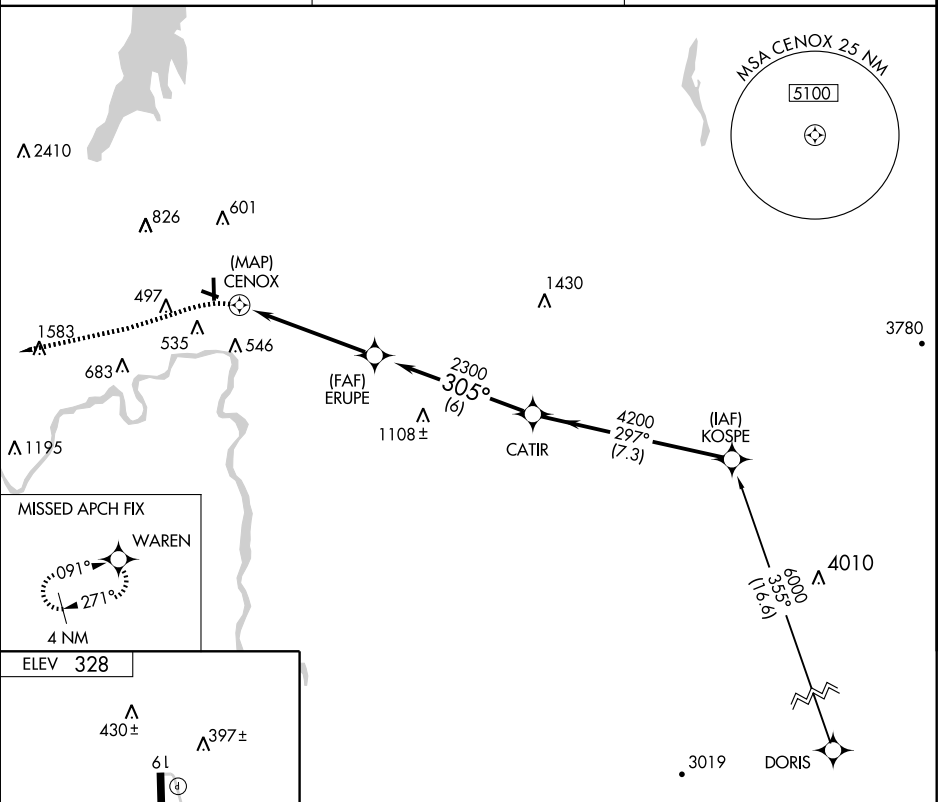 MSA CENOX 25 NM
5100
2410
826
601
(MAP)
CENOX
497
1430
1583
535
546
3780
683
(FAF)
ERUPE
2300
305°
(6)
1108 ±
CATIR
4200
297°
(7.3)
(IAF)
KOSPE
1195
MISSED APCH FIX
WAREN
091°
271°
4 NM
6000
355°
(16.6)
4010
ELEV 328
430 ±
397 ±
19
P
3019
DORIS